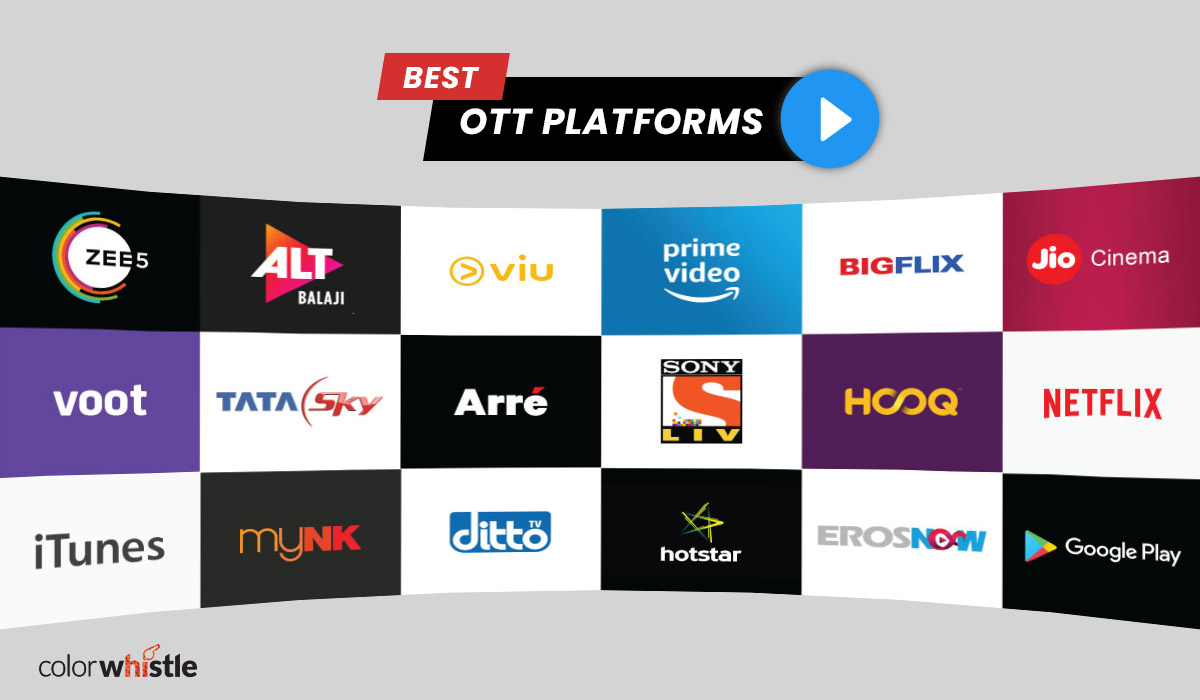 BEST
OTT PLATFORMS
ZEE5
ALT
BALAJI
viu
prime
video
BIGFLIX
Jio Cinema
voot
TATA Sky
Arré
SONY
S
LIV
HOOQ
NETFLIX
iTunes
myNK
ditto TV
hotstar
EROSNOW
Google Play
colorwhistle